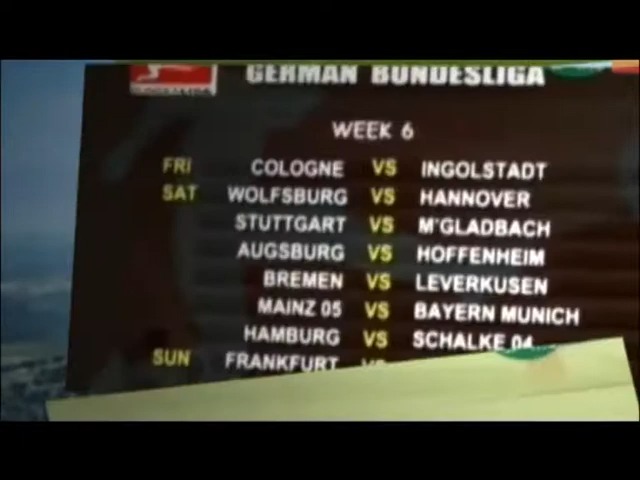 GERMAN BUNDESLIGA
WEEK 6
FRI COLOGNE VS INGOLSTADT
SAT WOLFSBURG VS HANNOVER
STUTTGART VS M'GLADBACH
AUGSBURG VS HOFFENHEIM
BREMEN VS LEVERKUSEN
MAINZ 05 VS BAYERN MUNICH
HAMBURG VS SCHALKE 04
SUN FRANKFURT VS